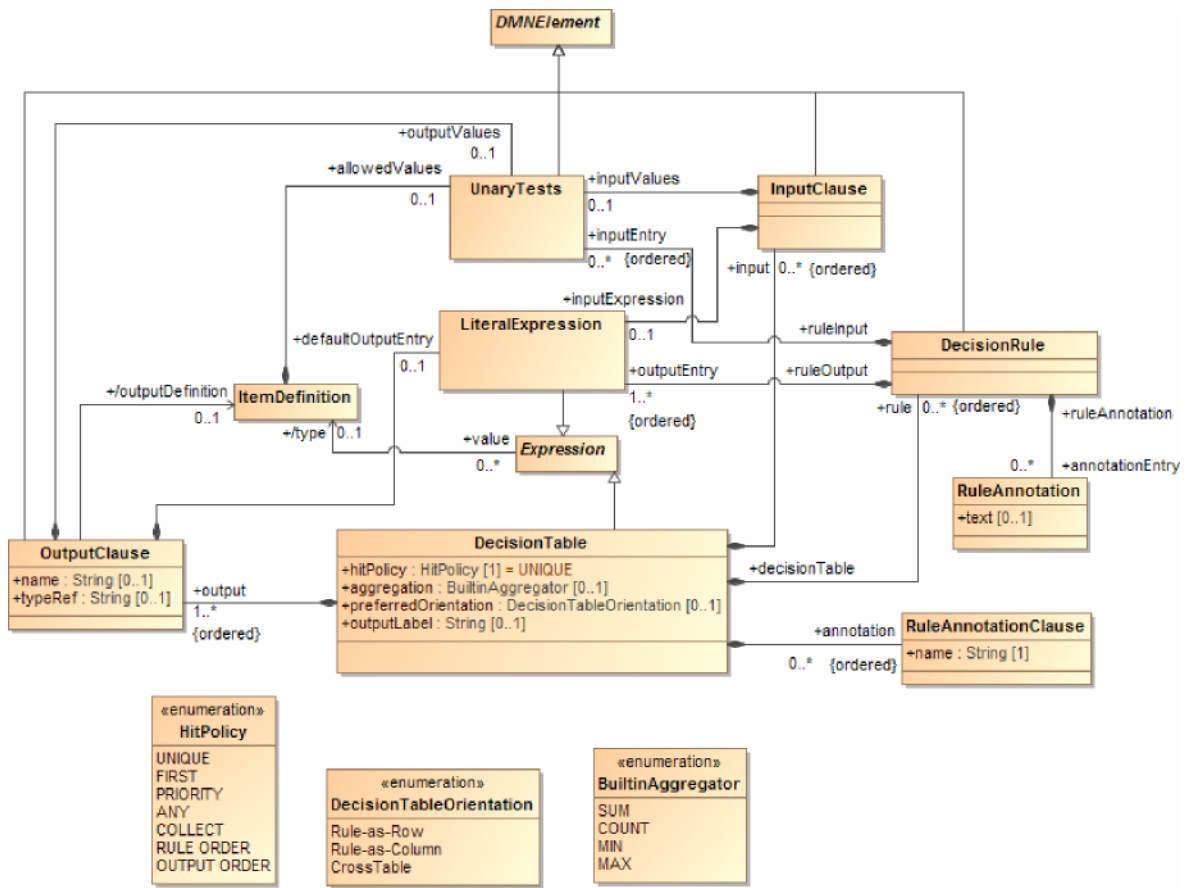 DMNElement
+outputValues
0..1
+allowedValues
0..1
UnaryTests
+inputValues
0..1
+inputEntry
0..* {ordered}
InputClause
+input 0..* {ordered}
+inputExpression
0..1
LiteralExpression
+defaultOutputEntry
0..1
+ruleInput
DecisionRule
+outputEntry
1..*
{ordered}
+ruleOutput
+rule 0..* {ordered}
+ruleAnnotation
0..* +annotationEntry
RuleAnnotation
+text [0..1]
+/outputDefinition
0..1
ItemDefinition
+/type 0..1
+value
0..*
Expression
OutputClause
+name : String [0..1]
+typeRef : String [0..1]
+output
1..*
{ordered}
DecisionTable
+hitPolicy : HitPolicy [1] = UNIQUE
+aggregation : BuiltinAggregator [0..1]
+preferredOrientation : DecisionTableOrientation [0..1]
+outputLabel : String [0..1]
+decisionTable
+annotation
0..* {ordered}
RuleAnnotationClause
+name : String [1]
«enumeration»
HitPolicy
UNIQUE
FIRST
PRIORITY
ANY
COLLECT
RULE ORDER
OUTPUT ORDER
«enumeration»
DecisionTableOrientation
Rule-as-Row
Rule-as-Column
CrossTable
«enumeration»
BuiltinAggregator
SUM
COUNT
MIN
MAX